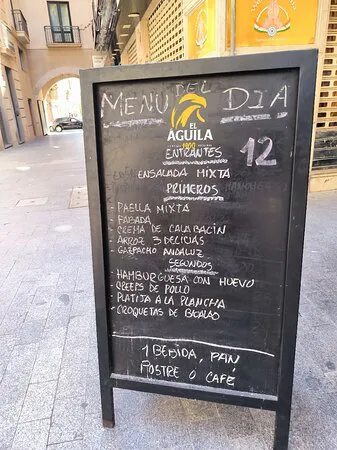 MENU DEL DIA
EL
AGUILA
1900
12
ENTRANTES
ENSALADA MIXTA
PRIMEROS
- PAELLA MIXTA
- FABADA
- CREMA DE CALABACIN
- ARROZ 3 DELICIAS
- GAZPACHO ANDALUZ
SEGUNDOS
- HAMBURGUESA CON HUEVO
- CREEPS DE POLLO
- PLATIJA A LA PLANCHA
- CROQUETAS DE BACALAO
1 BEBIDA, PAN
POSTRE O CAFÉ